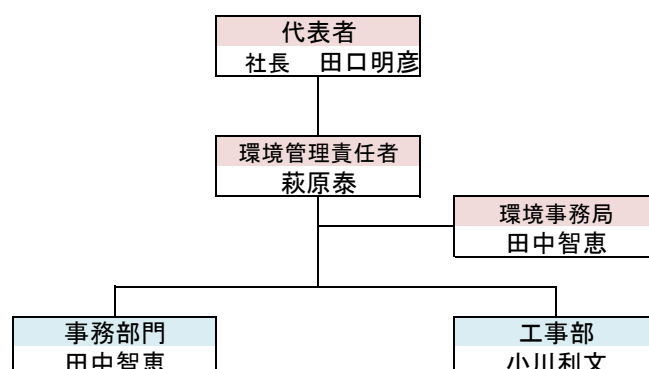 代表者
社長　田口明彦
環境管理責任者
萩原泰
環境事務局
田中智恵
事務部門
工事部
田中智恵
小川利文